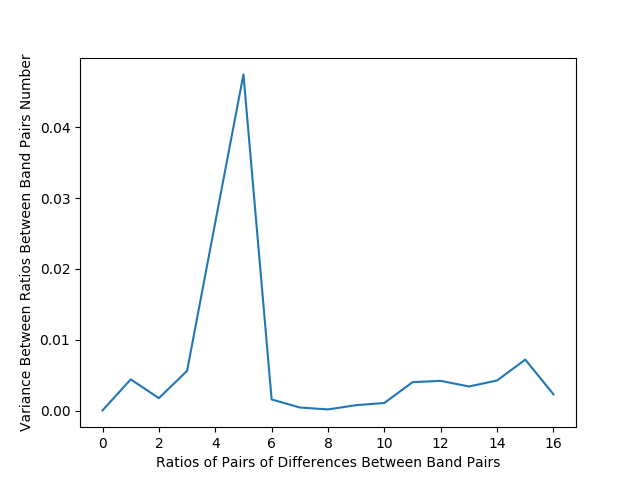 Variance Between Ratios Between Band Pairs Number
0.04
0.03
0.02
0.01
0.00
0 2 4 6 8 10 12 14 16
Ratios of Pairs of Differences Between Band Pairs